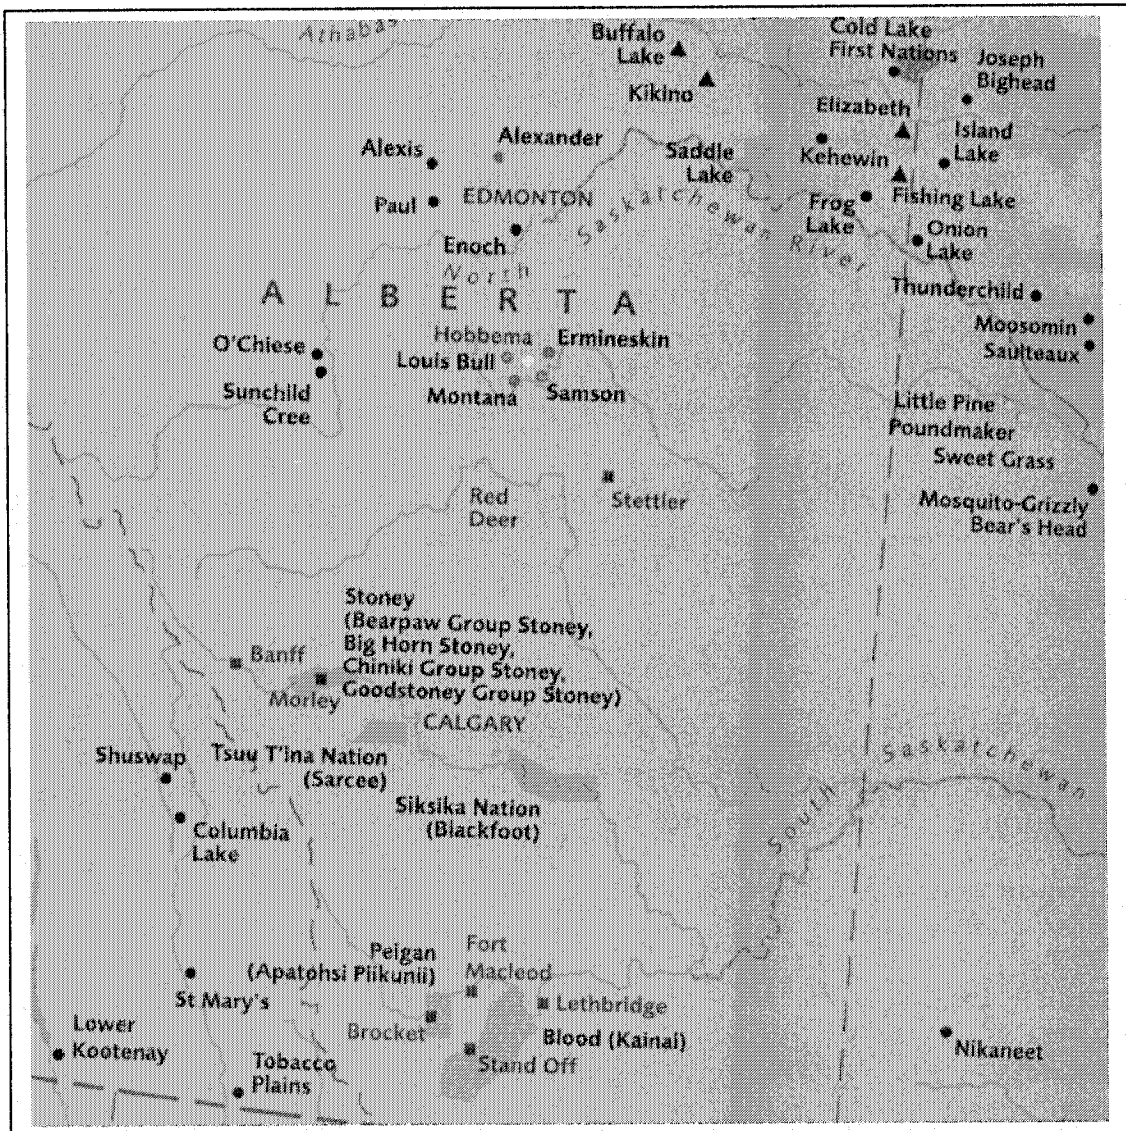 Athabas
Buffalo
Lake
Kikino
Cold Lake
First Nations
Joseph
Bighead
Elizabeth
Island
Lake
Alexis
Alexander
Saddle
Lake
Kehewin
Paul
EDMONTON
Frog
Lake
Fishing Lake
Enoch
Onion
Lake
North
Saskatchewan River
Thunderchild
ALBERTA
Moosomin
Saulteaux
O'Chiese
Hobbema
Ermineskin
Louis Bull
Sunchild
Cree
Montana
Samson
Little Pine
Poundmaker
Sweet Grass
Red
Deer
Stettler
Mosquito-Grizzly
Bear's Head
Stoney
(Bearpaw Group Stoney,
Big Horn Stoney,
Chiniki Group Stoney,
Goodstoney Group Stoney)
Banff
Morley
CALGARY
Shuswap
Tsuu T'ina Nation
(Sarcee)
South
Saskatchewan
Siksika Nation
(Blackfoot)
Columbia
Lake
Peigan
(Apatohsi Piikunii)
Fort
Macleod
St Mary's
Lethbridge
Brocket
Blood (Kainai)
Lower
Kootenay
Stand Off
Nikaneet
Tobacco
Plains